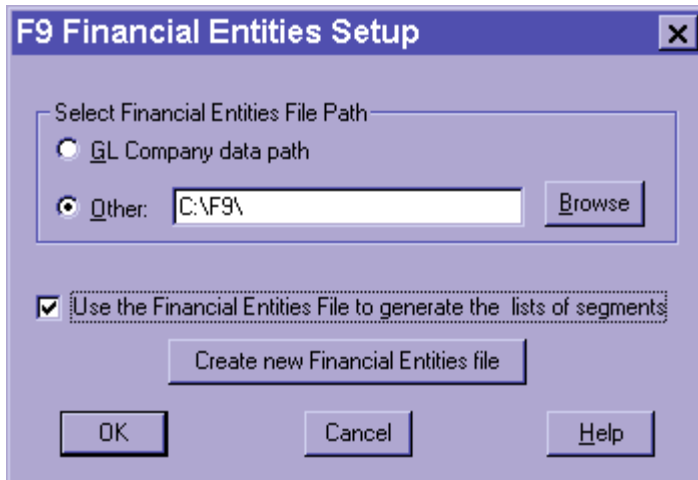 F9 Financial Entities Setup
Select Financial Entities File Path
GL Company data path
Other: C:\F9\ Browse
Use the Financial Entities File to generate the lists of segments
Create new Financial Entities file
OK Cancel Help